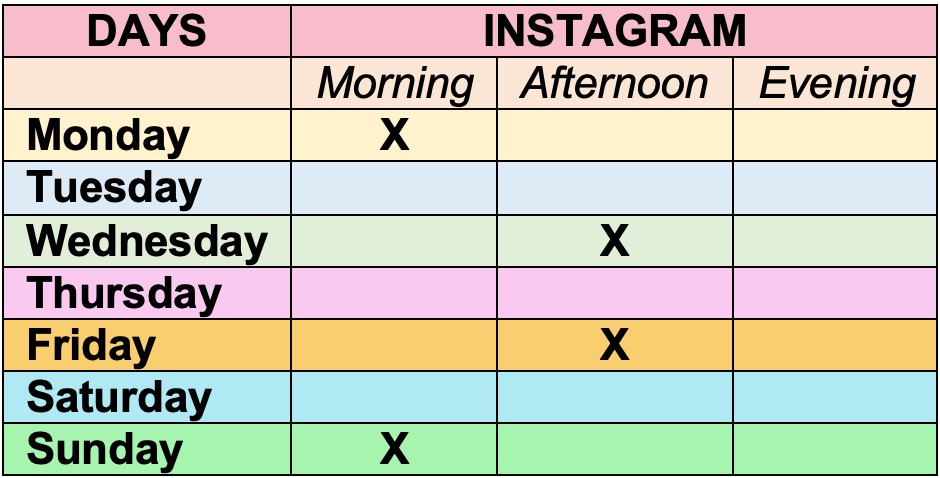 DAYS INSTAGRAM
Morning Afternoon Evening
Monday X
Tuesday
Wednesday X
Thursday
Friday X
Saturday
Sunday X